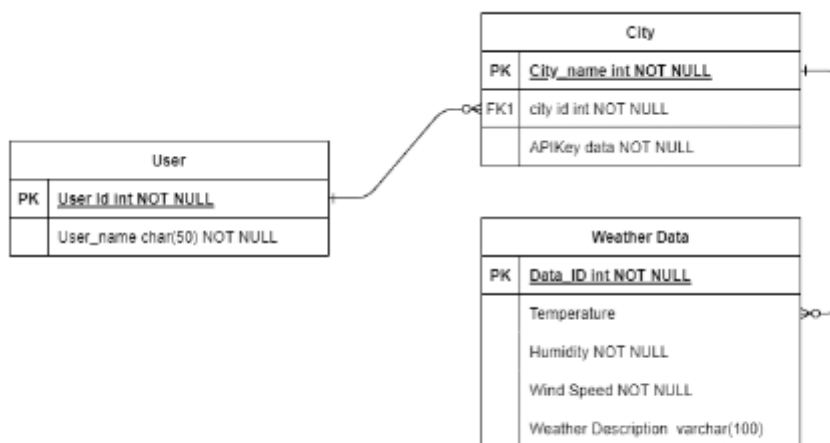 City
PK City_name int NOT NULL
FK1 city id int NOT NULL
APIKey data NOT NULL
User
PK User Id int NOT NULL
User_name char(50) NOT NULL
Weather Data
PK Data_ID int NOT NULL
Temperature
Humidity NOT NULL
Wind Speed NOT NULL
Weather Description varchar(100)